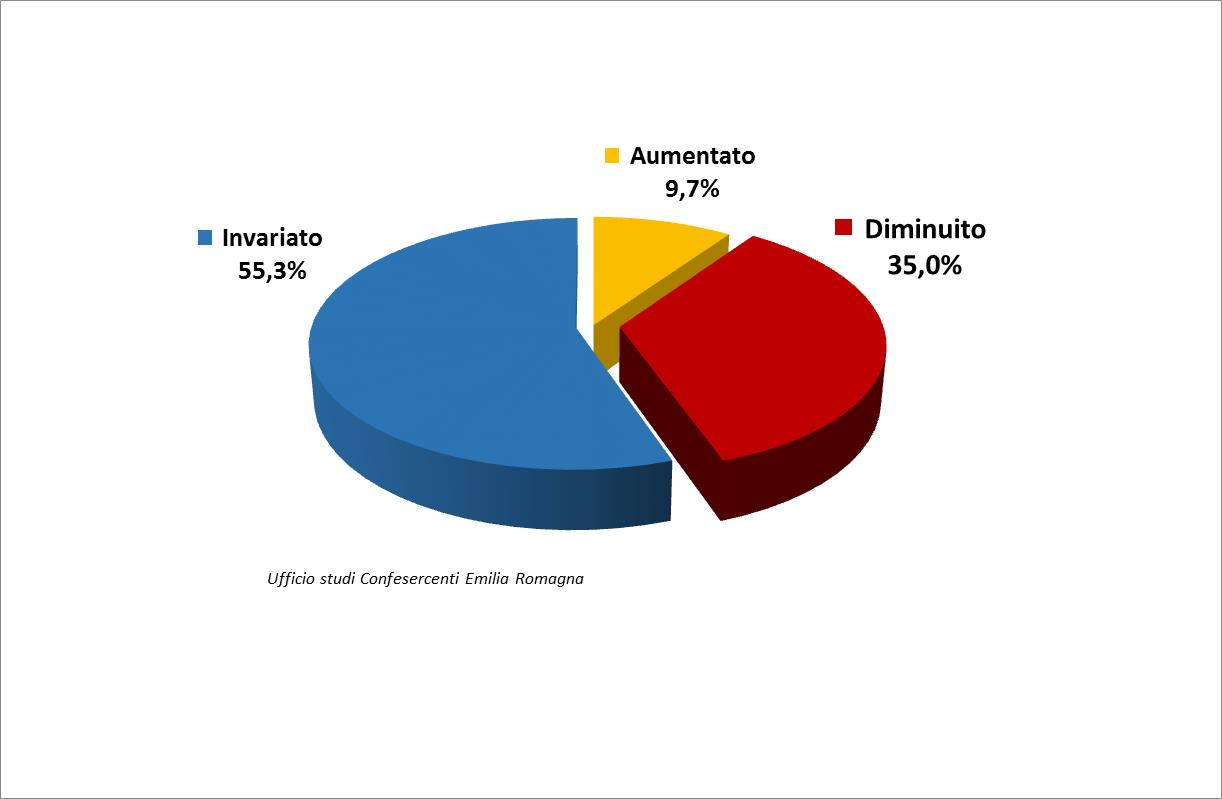 Aumentato
9,7%
Diminuito
35,0%
Invariato
55,3%
Ufficio studi Confesercenti Emilia Romagna